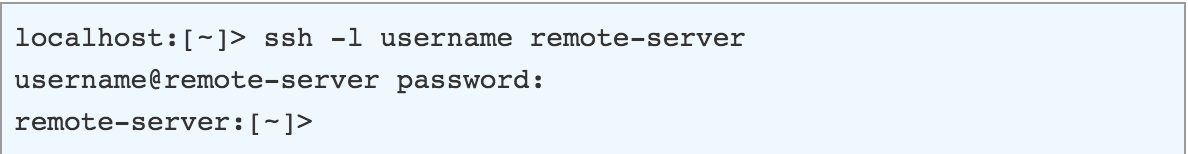 localhost:[~]> ssh -l username remote-server
username@remote-server password:
remote-server:[~]>